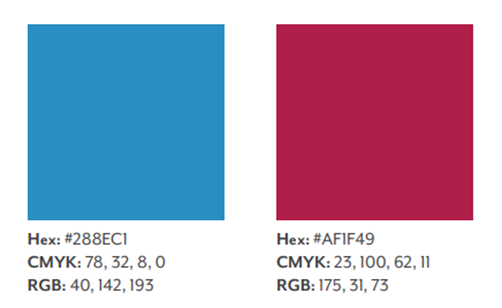 Hex: #288EC1
CMYK: 78, 32, 8, 0
RGB: 40, 142, 193
Hex: #AF1F49
CMYK: 23, 100, 62, 11
RGB: 175, 31, 73